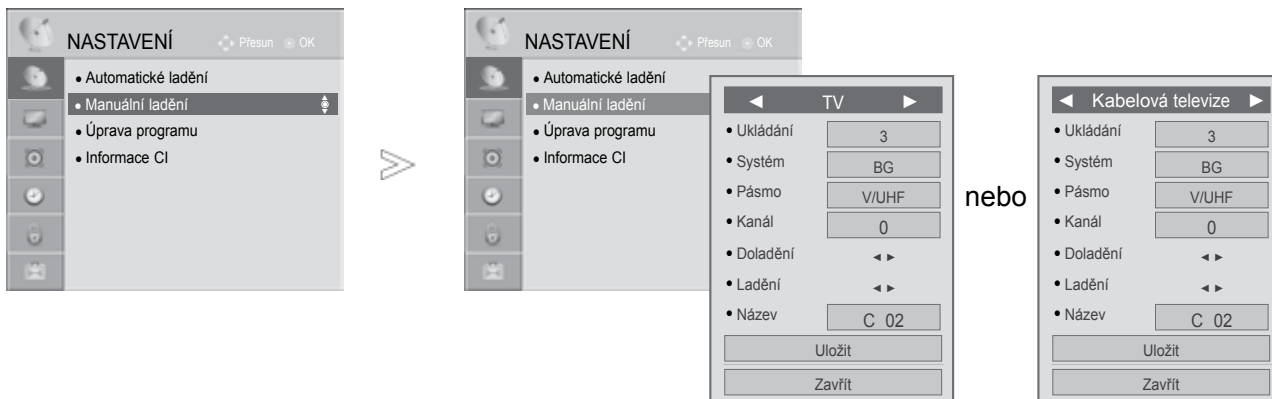 NASTAVENÍ Přesun OK
• Automatické ladění
• Manuální ladění
• Úprava programu
• Informace CI
NASTAVENÍ Přesun OK
• Automatické ladění
• Manuální ladění
• Úprava programu
• Informace CI
◄ TV ►
• Ukládání 3
• Systém BG
• Pásmo V/UHF
• Kanál 0
• Doladění ◄ ►
• Ladění ◄ ►
• Název C 02
Uložit
Zavřít
nebo
◄ Kabelová televize ►
• Ukládání 3
• Systém BG
• Pásmo V/UHF
• Kanál 0
• Doladění ◄ ►
• Ladění ◄ ►
• Název C 02
Uložit
Zavřít